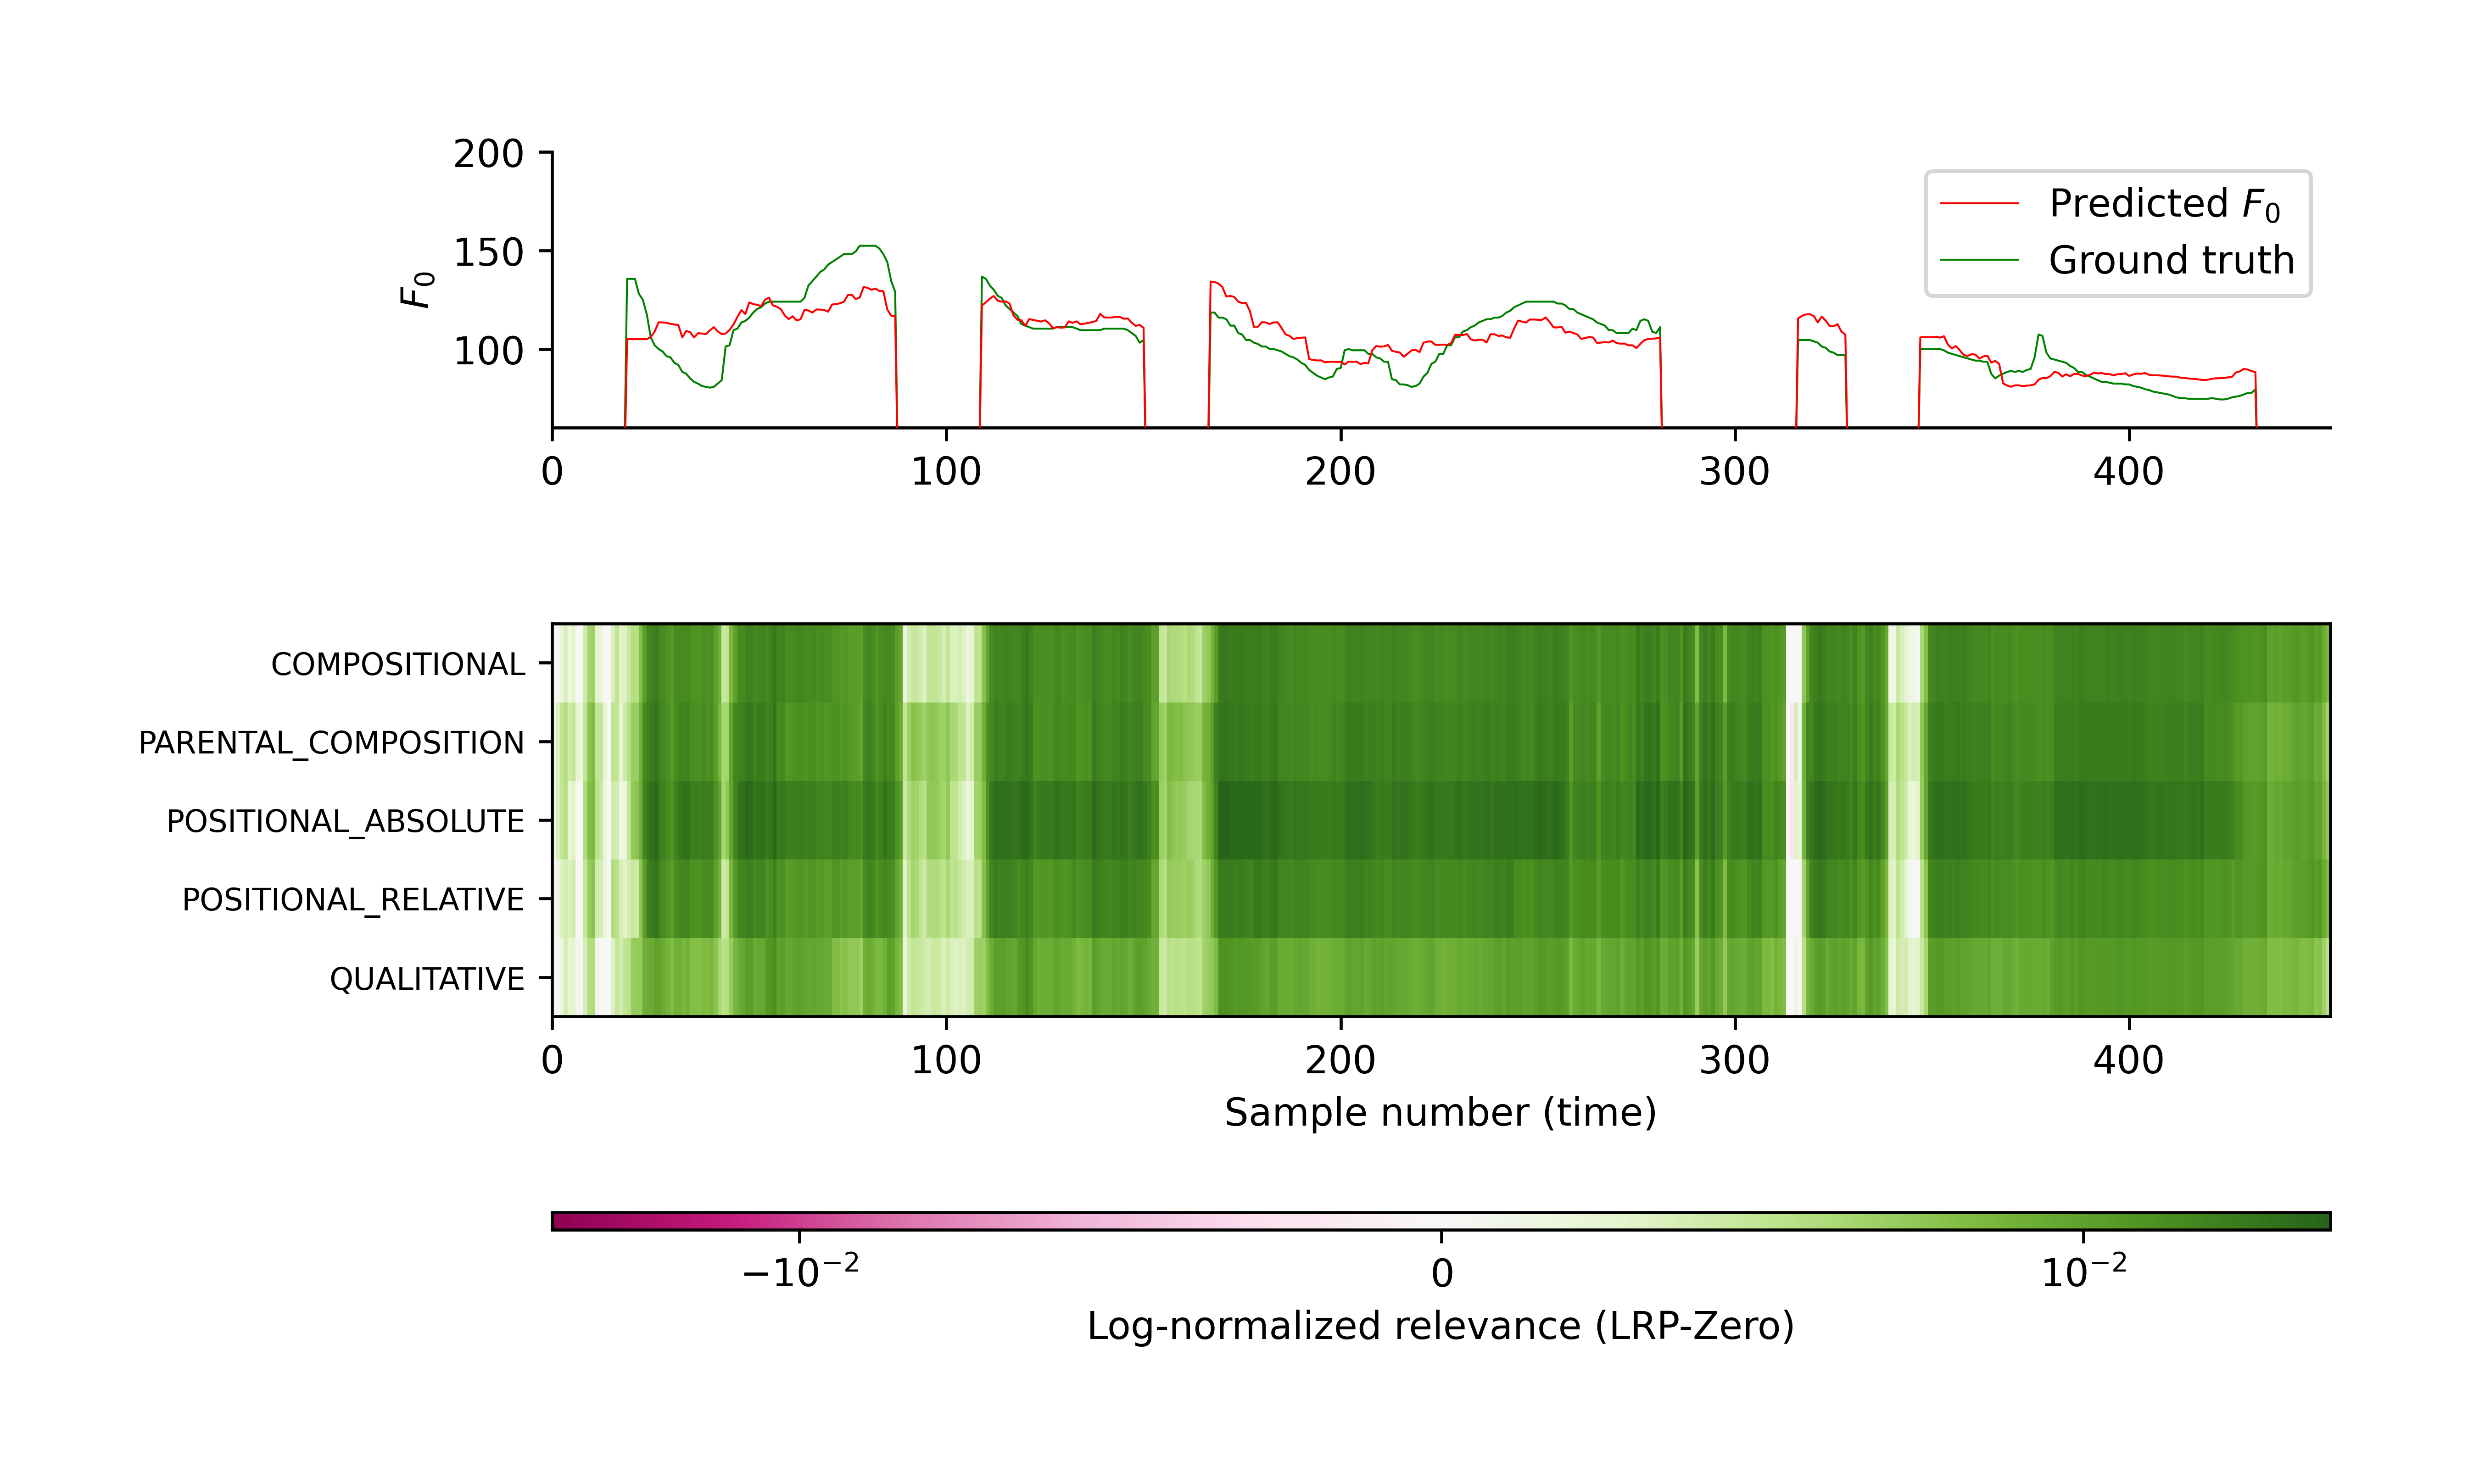 200
150
100
F₀
Predicted F₀
Ground truth
0 100 200 300 400
COMPOSITIONAL
PARENTAL_COMPOSITION
POSITIONAL_ABSOLUTE
POSITIONAL_RELATIVE
QUALITATIVE
0 100 200 300 400
Sample number (time)
−10⁻² 0 10⁻²
Log-normalized relevance (LRP-Zero)